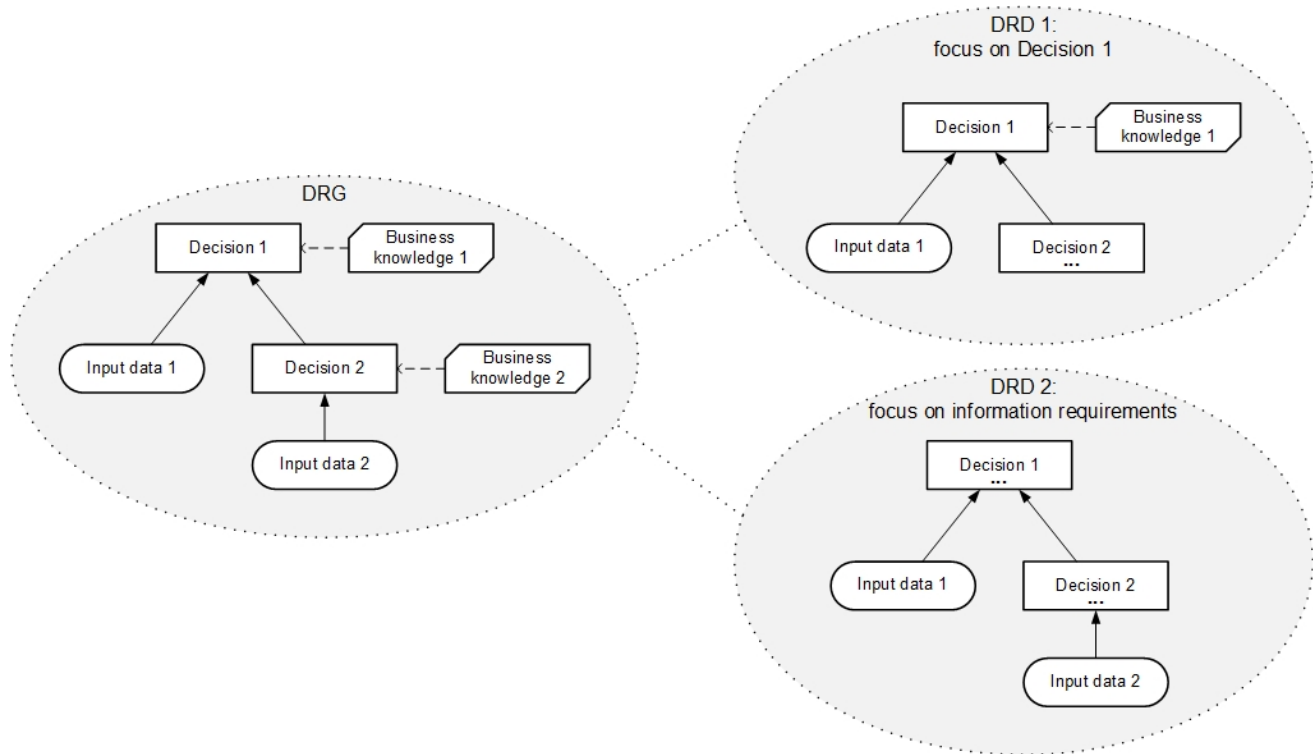 DRG
Decision 1
Business
knowledge 1
Input data 1
Decision 2
Business
knowledge 2
Input data 2
DRD 1:
focus on Decision 1
Decision 1
Business
knowledge 1
Input data 1
Decision 2
...
DRD 2:
focus on information requirements
Decision 1
...
Input data 1
Decision 2
...
Input data 2